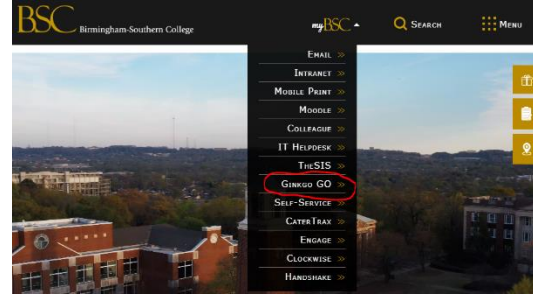 BSC Birmingham-Southern College
myBSC
Search
Menu
Email »
Intranet »
Mobile Print »
Moodle »
Colleague »
IT Helpdesk »
TheSIS »
Ginkgo GO »
Self-Service »
CaterTrax »
Engage »
Clockwise »
Handshake »